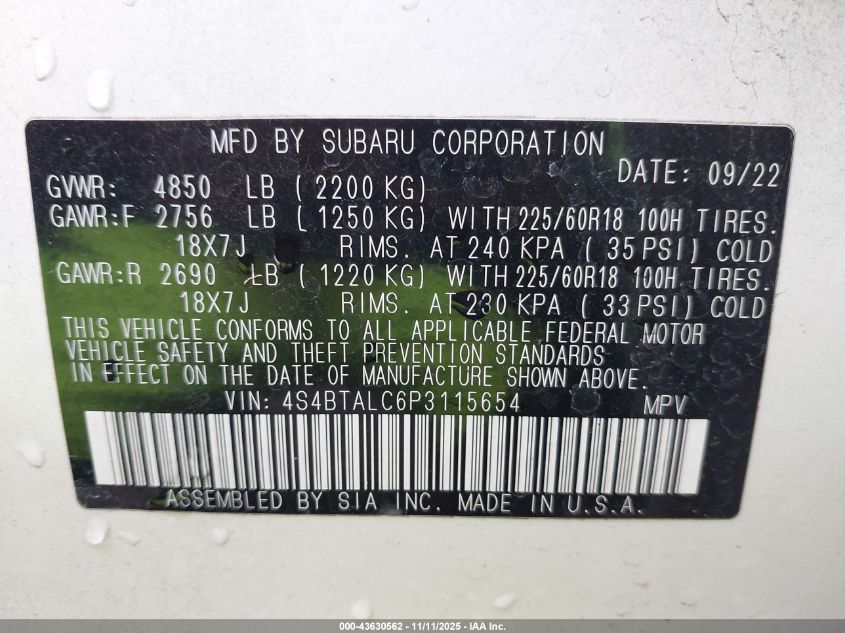 MFD BY SUBARU CORPORATION
DATE: 09/22
GVWR: 4850 LB ( 2200 KG)
GAWR:F 2756 LB ( 1250 KG) WITH 225/60R18 100H TIRES.
18X7J RIMS. AT 240 KPA ( 35 PSI) COLD
GAWR:R 2690 LB ( 1220 KG) WITH 225/60R18 100H TIRES.
18X7J RIMS. AT 230 KPA ( 33 PSI) COLD
THIS VEHICLE CONFORMS TO ALL APPLICABLE FEDERAL MOTOR
VEHICLE SAFETY AND THEFT PREVENTION STANDARDS
IN EFFECT ON THE DATE OF MANUFACTURE SHOWN ABOVE.
VIN: 4S4BTALC6P3115654 MPV
ASSEMBLED BY SIA INC. MADE IN U.S.A.
000-43630562 - 11/11/2025 - IAA Inc.